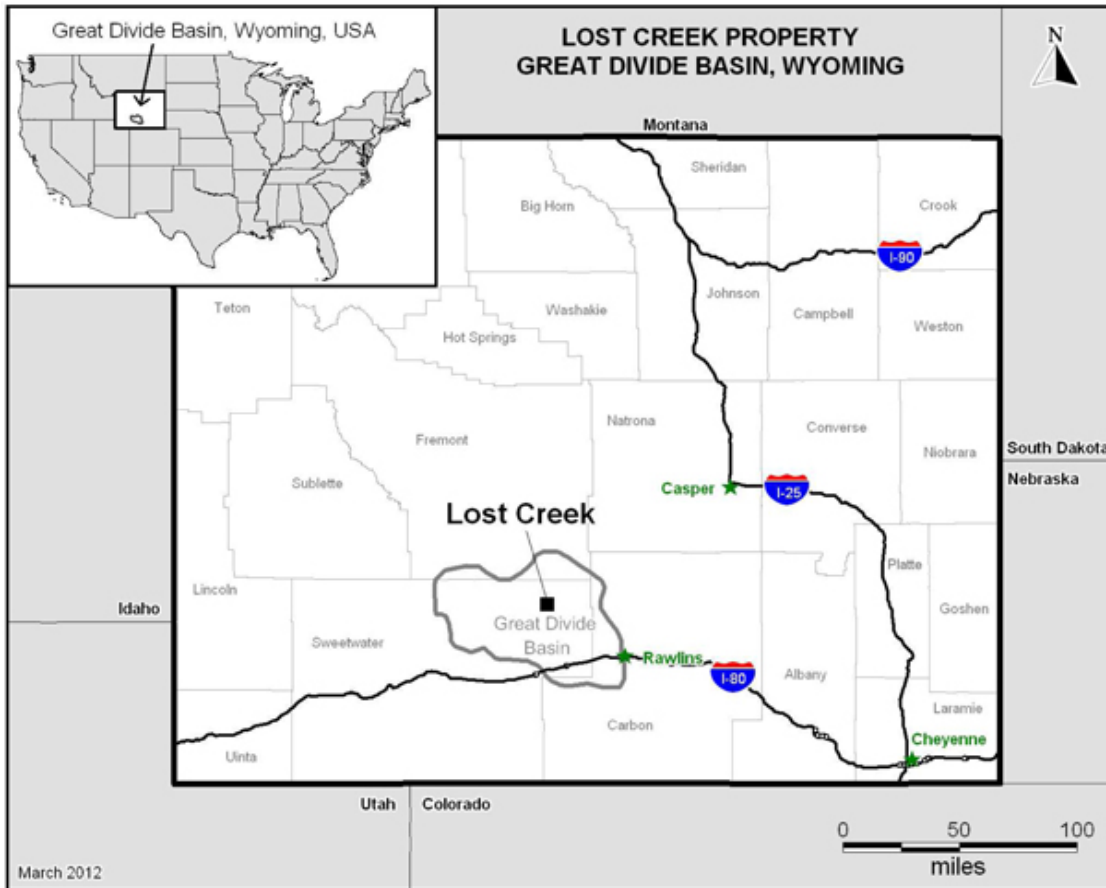 Great Divide Basin, Wyoming, USA
LOST CREEK PROPERTY
GREAT DIVIDE BASIN, WYOMING
N
Montana
Sheridan
Big Horn
Crook
I-90
Teton
Washakie
Johnson
Campbell
Hot Springs
Weston
Natrona
Converse
Fremont
Niobrara
South Dakota
Nebraska
Sublette
Casper
I-25
Lost Creek
Platte
Lincoln
Idaho
Goshen
Great Divide
Basin
Sweetwater
Rawlins
I-80
Albany
Carbon
Laramie
Cheyenne
Uinta
Utah
Colorado
0
50
100
miles
March 2012